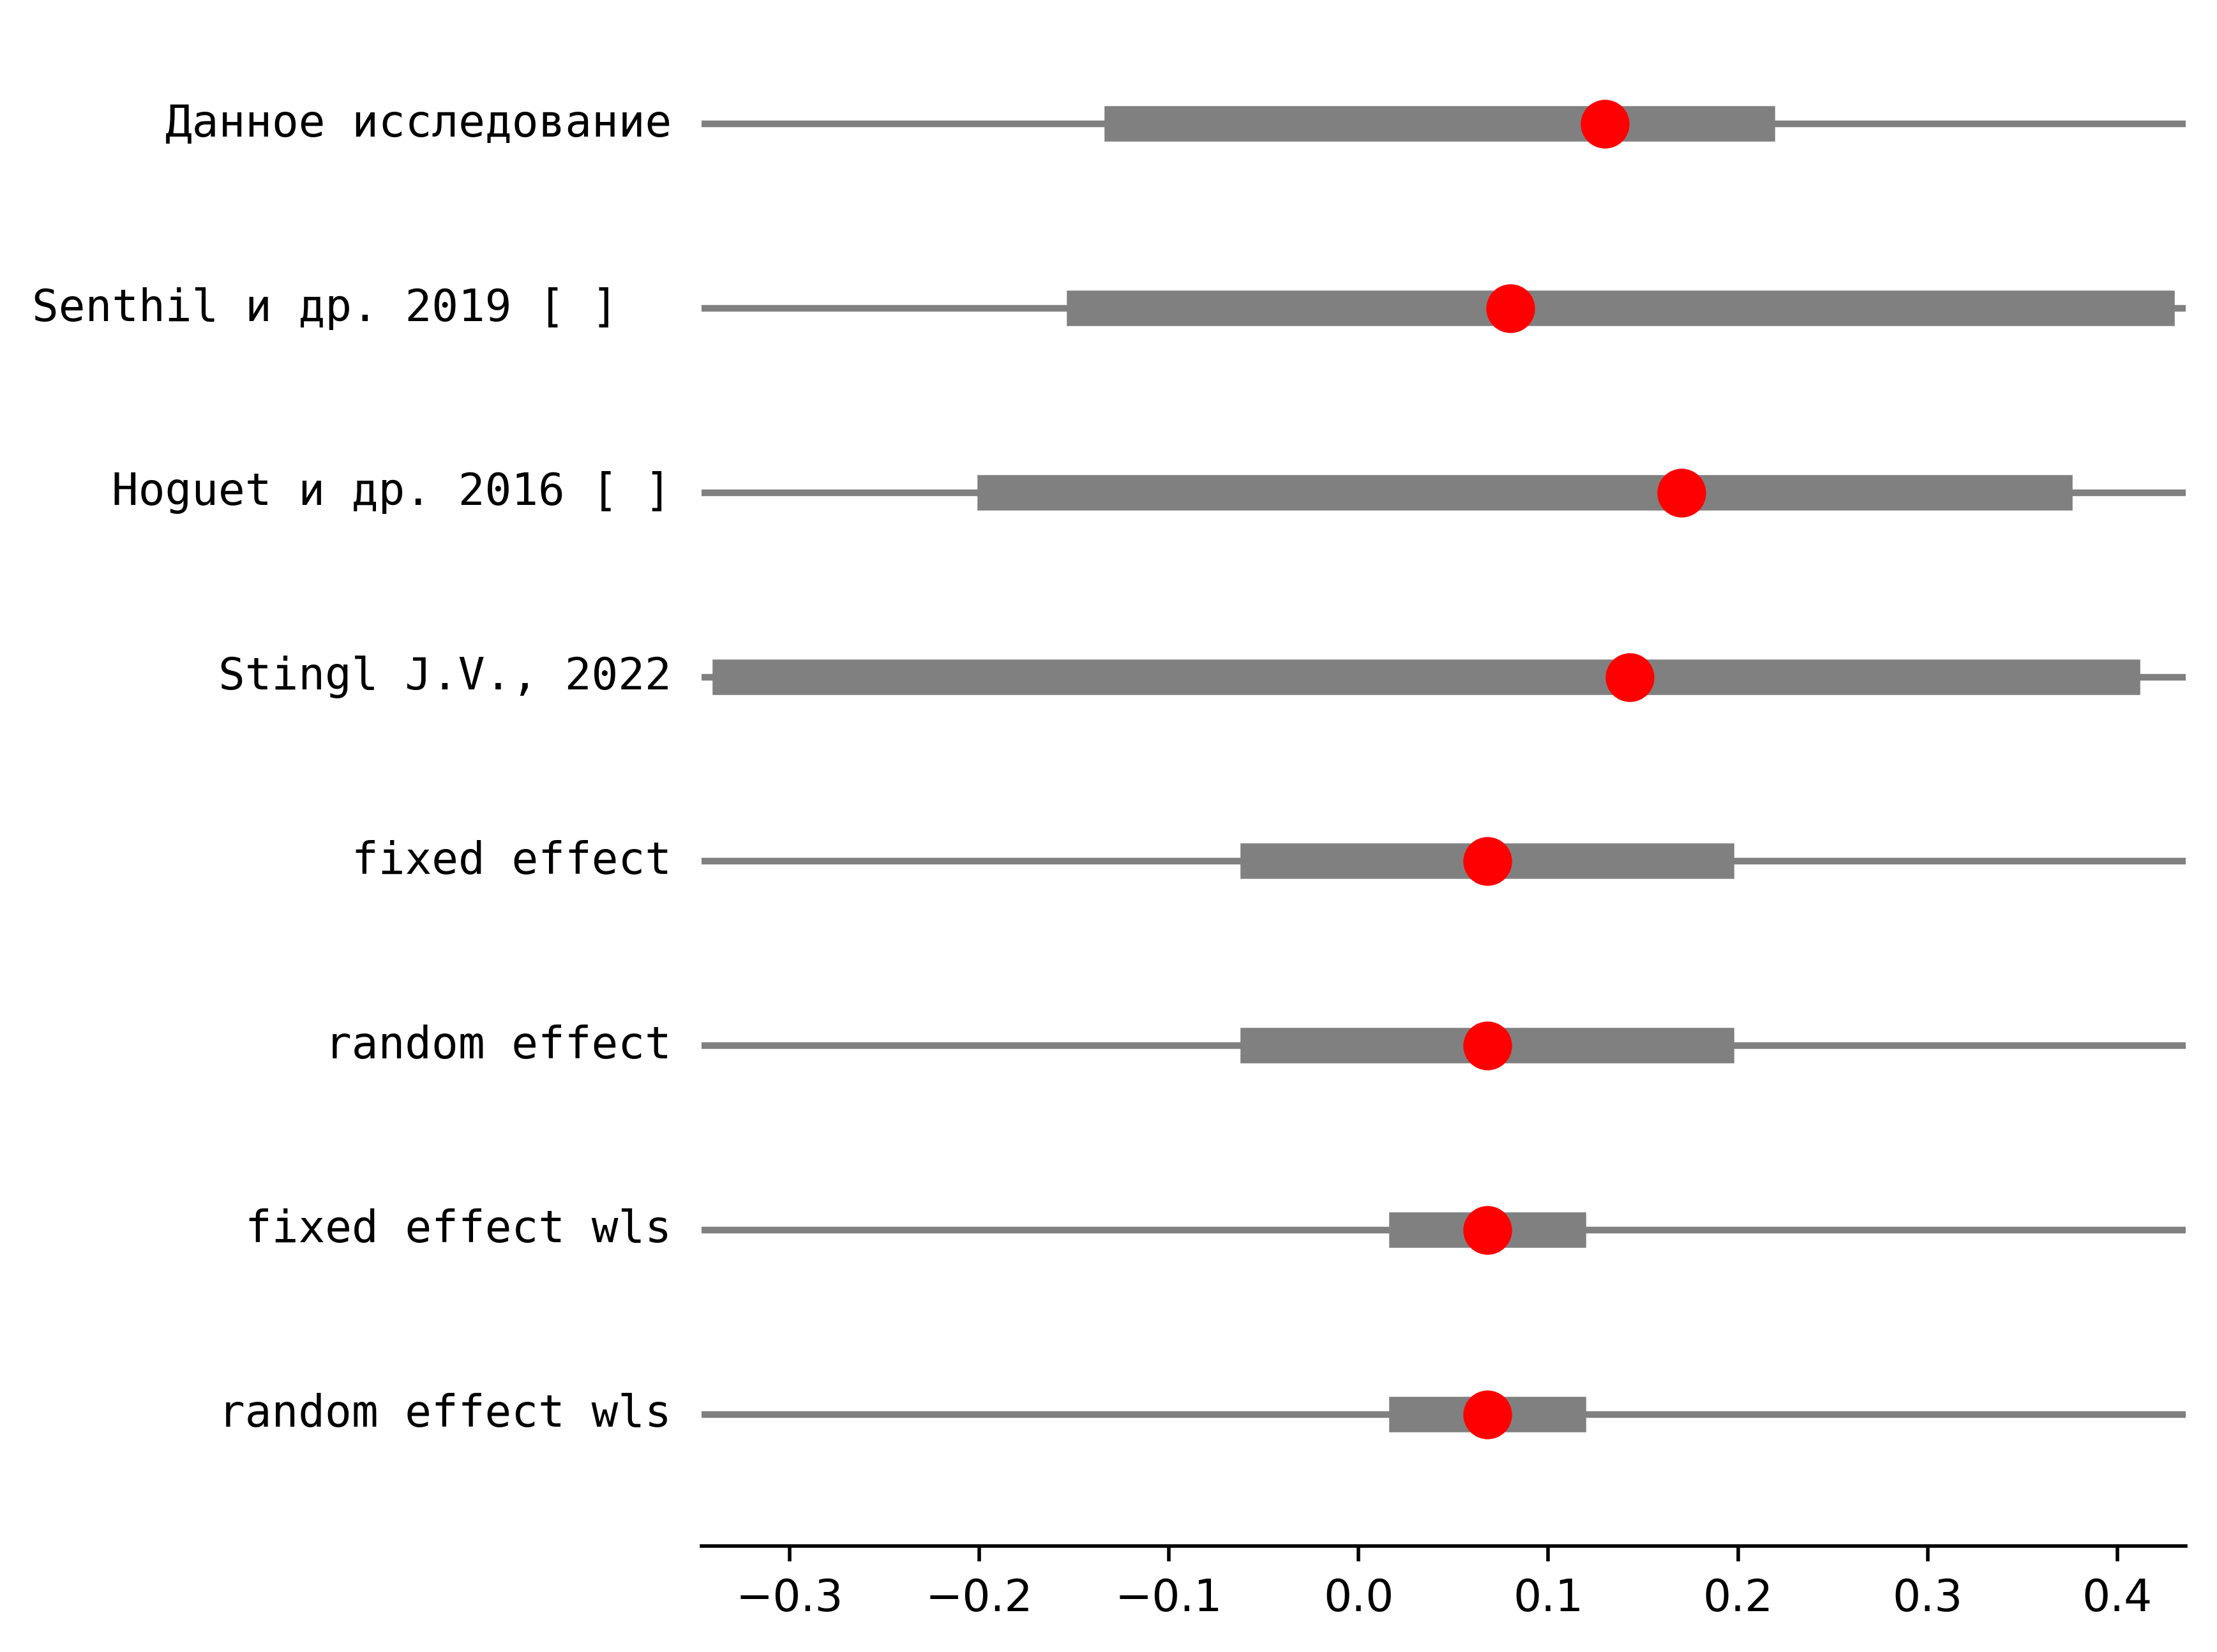 Данное исследование
Senthil и др. 2019 [ ]
Hoguet и др. 2016 [ ]
Stingl J.V., 2022
fixed effect
random effect
fixed effect wls
random effect wls
−0.3 −0.2 −0.1 0.0 0.1 0.2 0.3 0.4